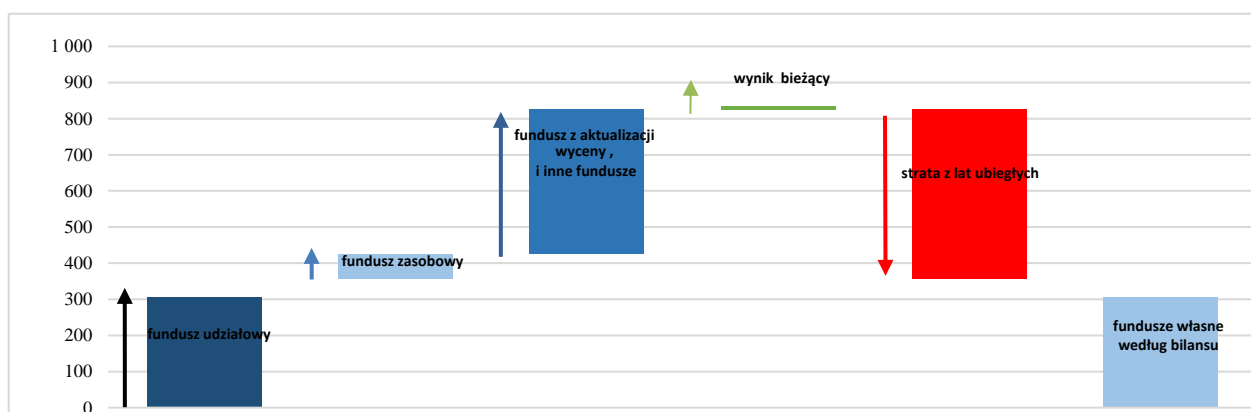 1 000
900
800
700
600
500
400
300
200
100
0
fundusz udziałowy
fundusz zasobowy
fundusz z aktualizacji
wyceny ,
i inne fundusze
wynik bieżący
strata z lat ubiegłych
fundusze własne
według bilansu